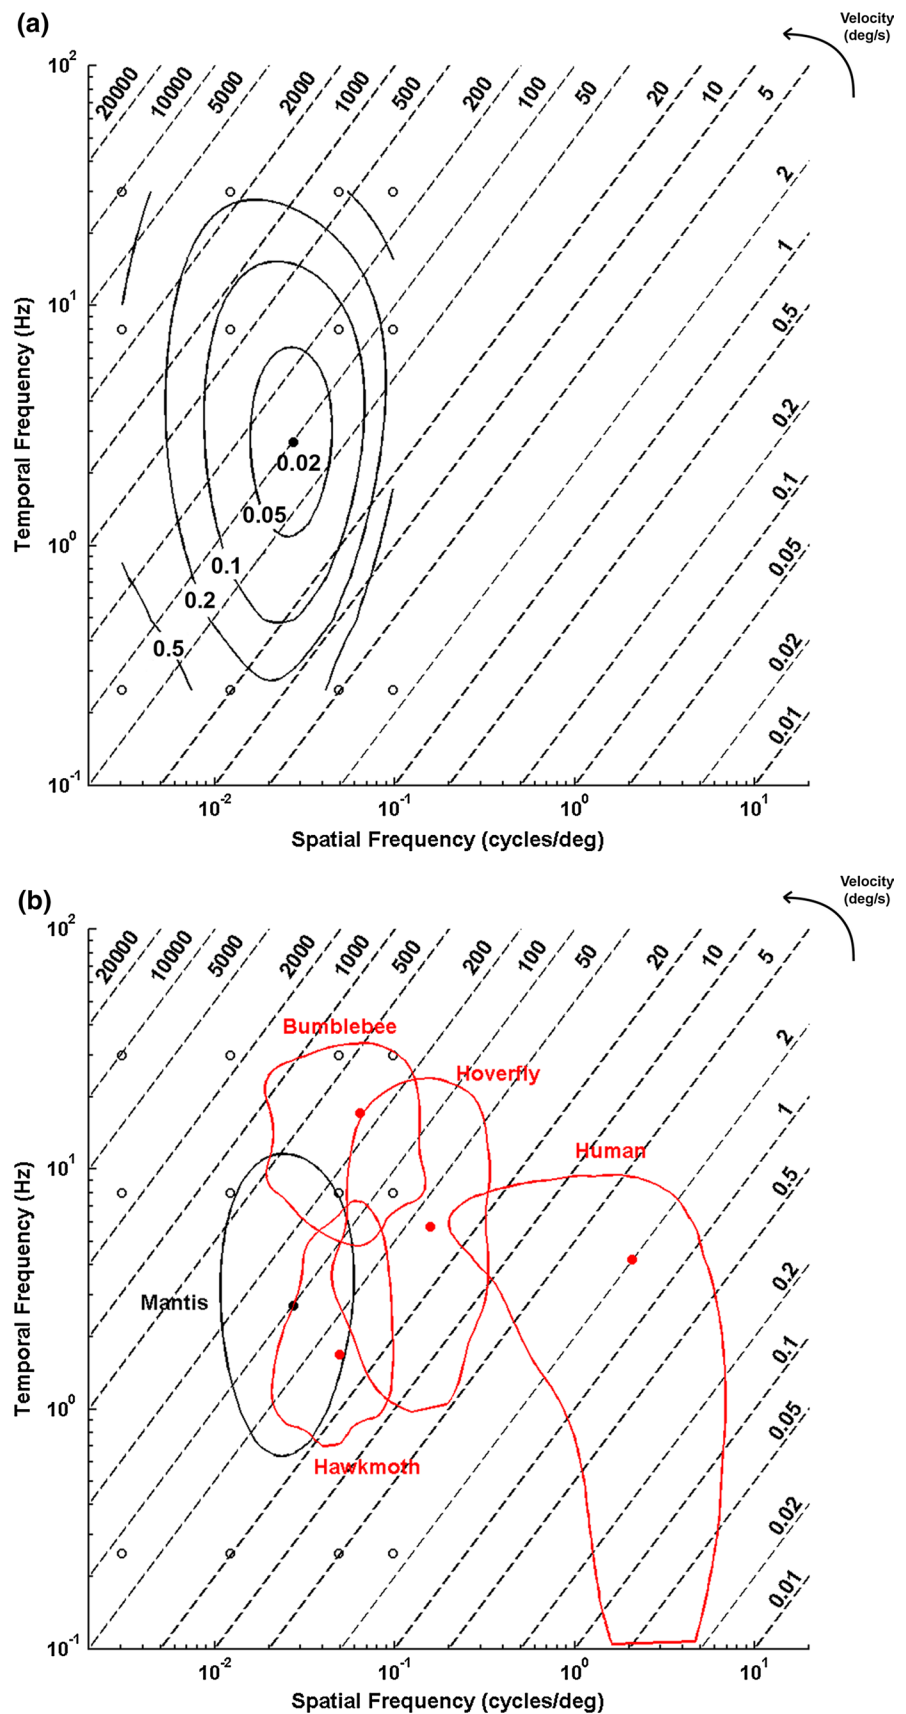 (a)
Velocity
(deg/s)
20000 10000 5000 2000 1000 500 200 100 50 20 10 5
2
1
0.5
0.2
0.1
0.05
0.02
0.01
10²
10¹
10⁰
10⁻¹
Temporal Frequency (Hz)
0.02
0.05
0.1
0.2
0.5
10⁻² 10⁻¹ 10⁰ 10¹
Spatial Frequency (cycles/deg)
(b)
Velocity
(deg/s)
20000 10000 5000 2000 1000 500 200 100 50 20 10 5
2
1
0.5
0.2
0.1
0.05
0.02
0.01
10²
10¹
10⁰
10⁻¹
Temporal Frequency (Hz)
Bumblebee
Hoverfly
Human
Mantis
Hawkmoth
10⁻² 10⁻¹ 10⁰ 10¹
Spatial Frequency (cycles/deg)